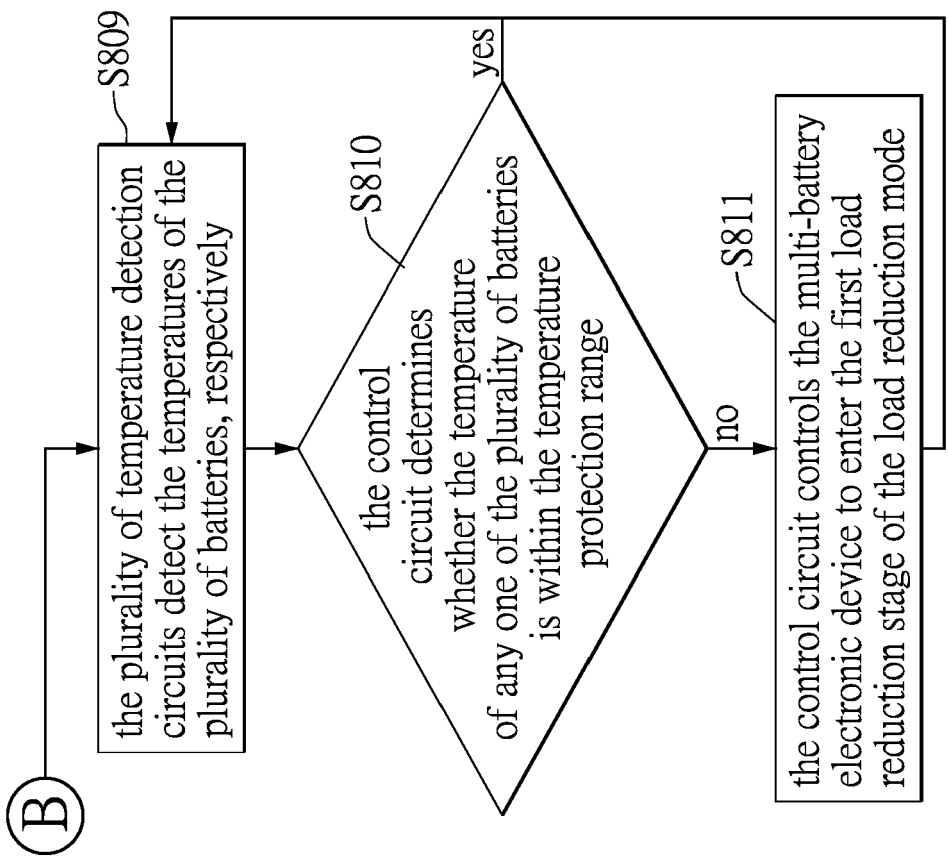 B
S809
the plurality of temperature detection
circuits detect the temperatures of the
plurality of batteries, respectively
S810
yes
the control
circuit determines
whether the temperature
of any one of the plurality of batteries
is within the temperature
protection range
no
S811
the control circuit controls the multi-battery
electronic device to enter the first load
reduction stage of the load reduction mode